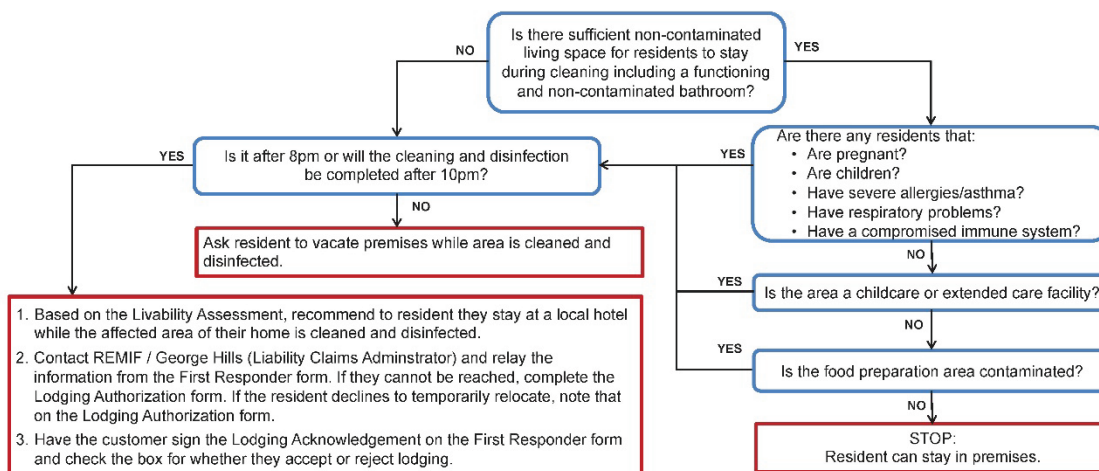 Is there sufficient non-contaminated
living space for residents to stay
during cleaning including a functioning
and non-contaminated bathroom?
NO
YES
Are there any residents that:
• Are pregnant?
• Are children?
• Have severe allergies/asthma?
• Have respiratory problems?
• Have a compromised immune system?
YES
NO
Is it after 8pm or will the cleaning and disinfection
be completed after 10pm?
YES
NO
Ask resident to vacate premises while area is cleaned and
disinfected.
Is the area a childcare or extended care facility?
YES
NO
Is the food preparation area contaminated?
YES
NO
STOP:
Resident can stay in premises.
1. Based on the Livability Assessment, recommend to resident they stay at a local hotel
while the affected area of their home is cleaned and disinfected.
2. Contact REMIF / George Hills (Liability Claims Adminstrator) and relay the
information from the First Responder form. If they cannot be reached, complete the
Lodging Authorization form. If the resident declines to temporarily relocate, note that
on the Lodging Authorization form.
3. Have the customer sign the Lodging Acknowledgement on the First Responder form
and check the box for whether they accept or reject lodging.